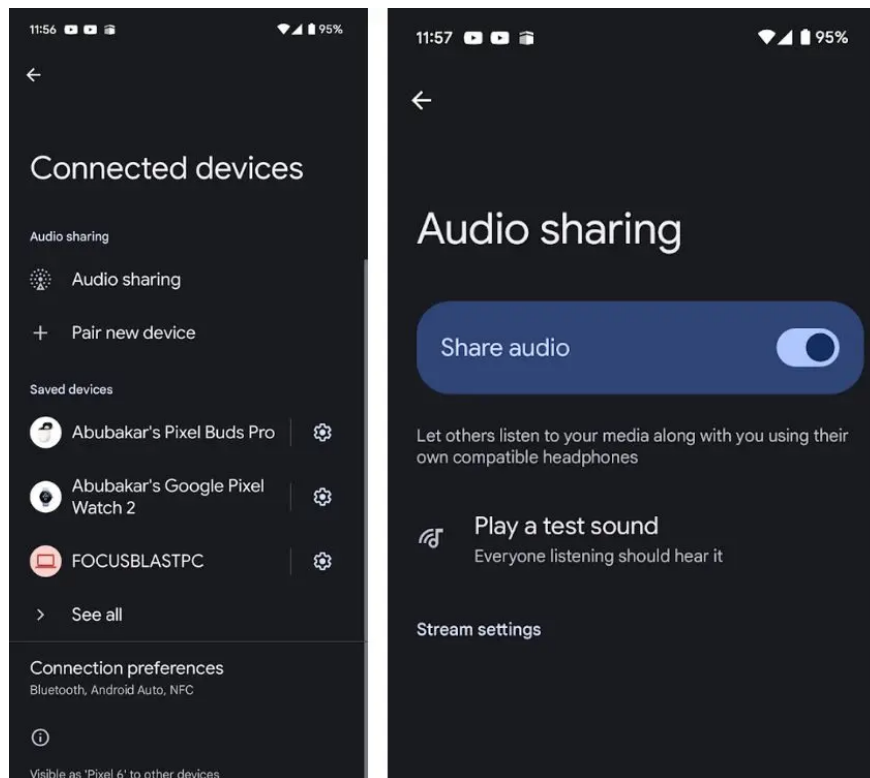 11:56
95%
Connected devices
Audio sharing
Audio sharing
Pair new device
Saved devices
Abubakar's Pixel Buds Pro
Abubakar's Google Pixel
Watch 2
FOCUSBLASTPC
See all
Connection preferences
Bluetooth, Android Auto, NFC
Visible as 'Pixel 6' to other devices
11:57
95%
Audio sharing
Share audio
Let others listen to your media along with you using their
own compatible headphones
Play a test sound
Everyone listening should hear it
Stream settings